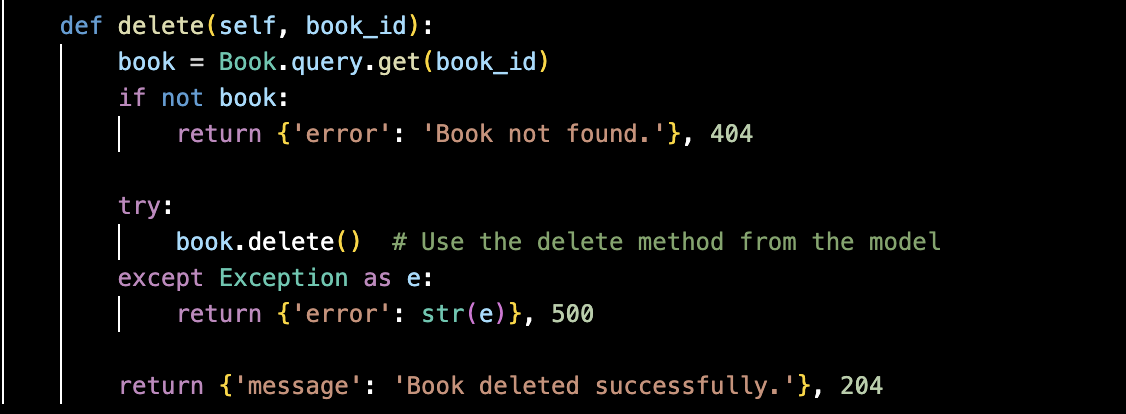 def delete(self, book_id):
    book = Book.query.get(book_id)
    if not book:
        return {'error': 'Book not found.'}, 404

    try:
        book.delete()  # Use the delete method from the model
    except Exception as e:
        return {'error': str(e)}, 500

    return {'message': 'Book deleted successfully.'}, 204